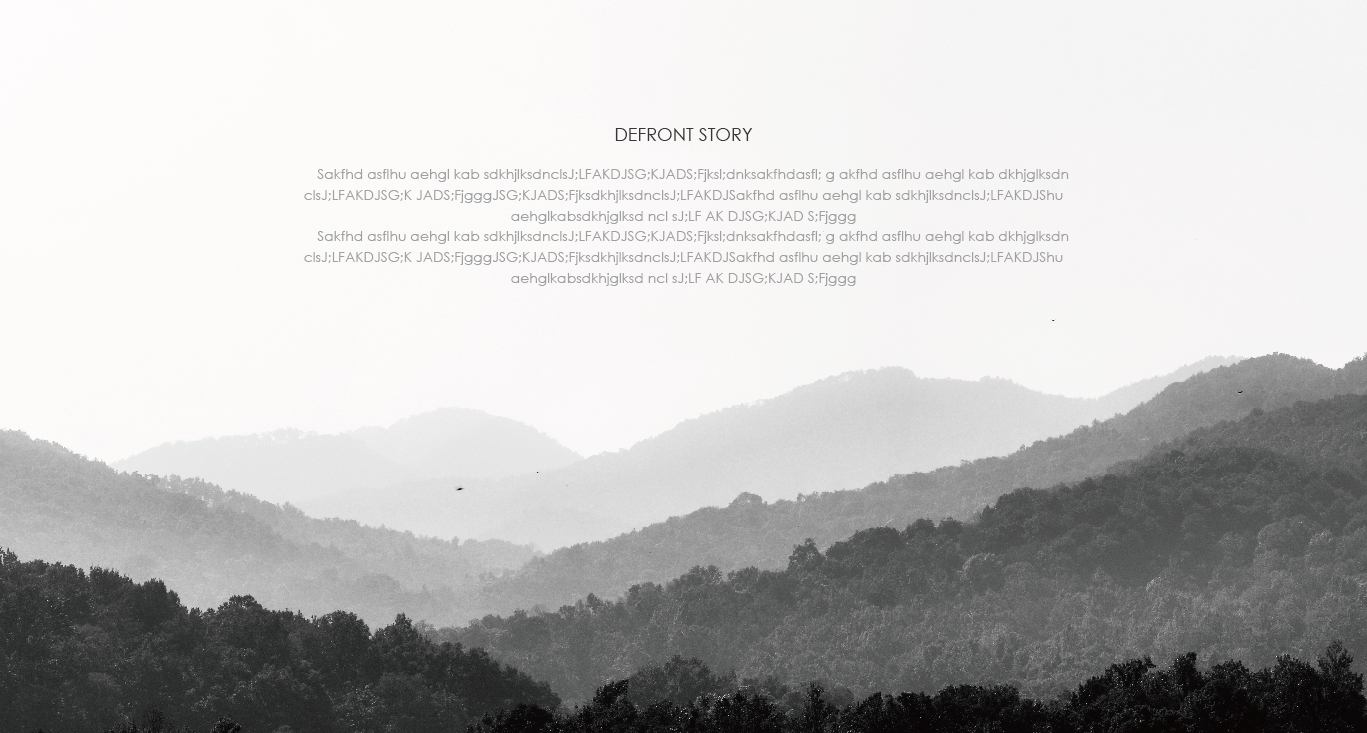 DEFRONT STORY
Sakfhd asflhu aehgl kab sdkhjlksdnclsJ;LFAKDJSG;KJADS;Fjksl;dnksakfhdasfl; g akfhd asflhu aehgl kab dkhjglksdn
clsJ;LFAKDJSG;K JADS;FjgggJSG;KJADS;FjksdkhjlksdnclsJ;LFAKDJSakfhd asflhu aehgl kab sdkhjlksdnclsJ;LFAKDJShu
aehglkabsdkhjglksd ncl sJ;LF AK DJSG;KJAD S;Fjggg
Sakfhd asflhu aehgl kab sdkhjlksdnclsJ;LFAKDJSG;KJADS;Fjksl;dnksakfhdasfl; g akfhd asflhu aehgl kab dkhjglksdn
clsJ;LFAKDJSG;K JADS;FjgggJSG;KJADS;FjksdkhjlksdnclsJ;LFAKDJSakfhd asflhu aehgl kab sdkhjlksdnclsJ;LFAKDJShu
aehglkabsdkhjglksd ncl sJ;LF AK DJSG;KJAD S;Fjggg